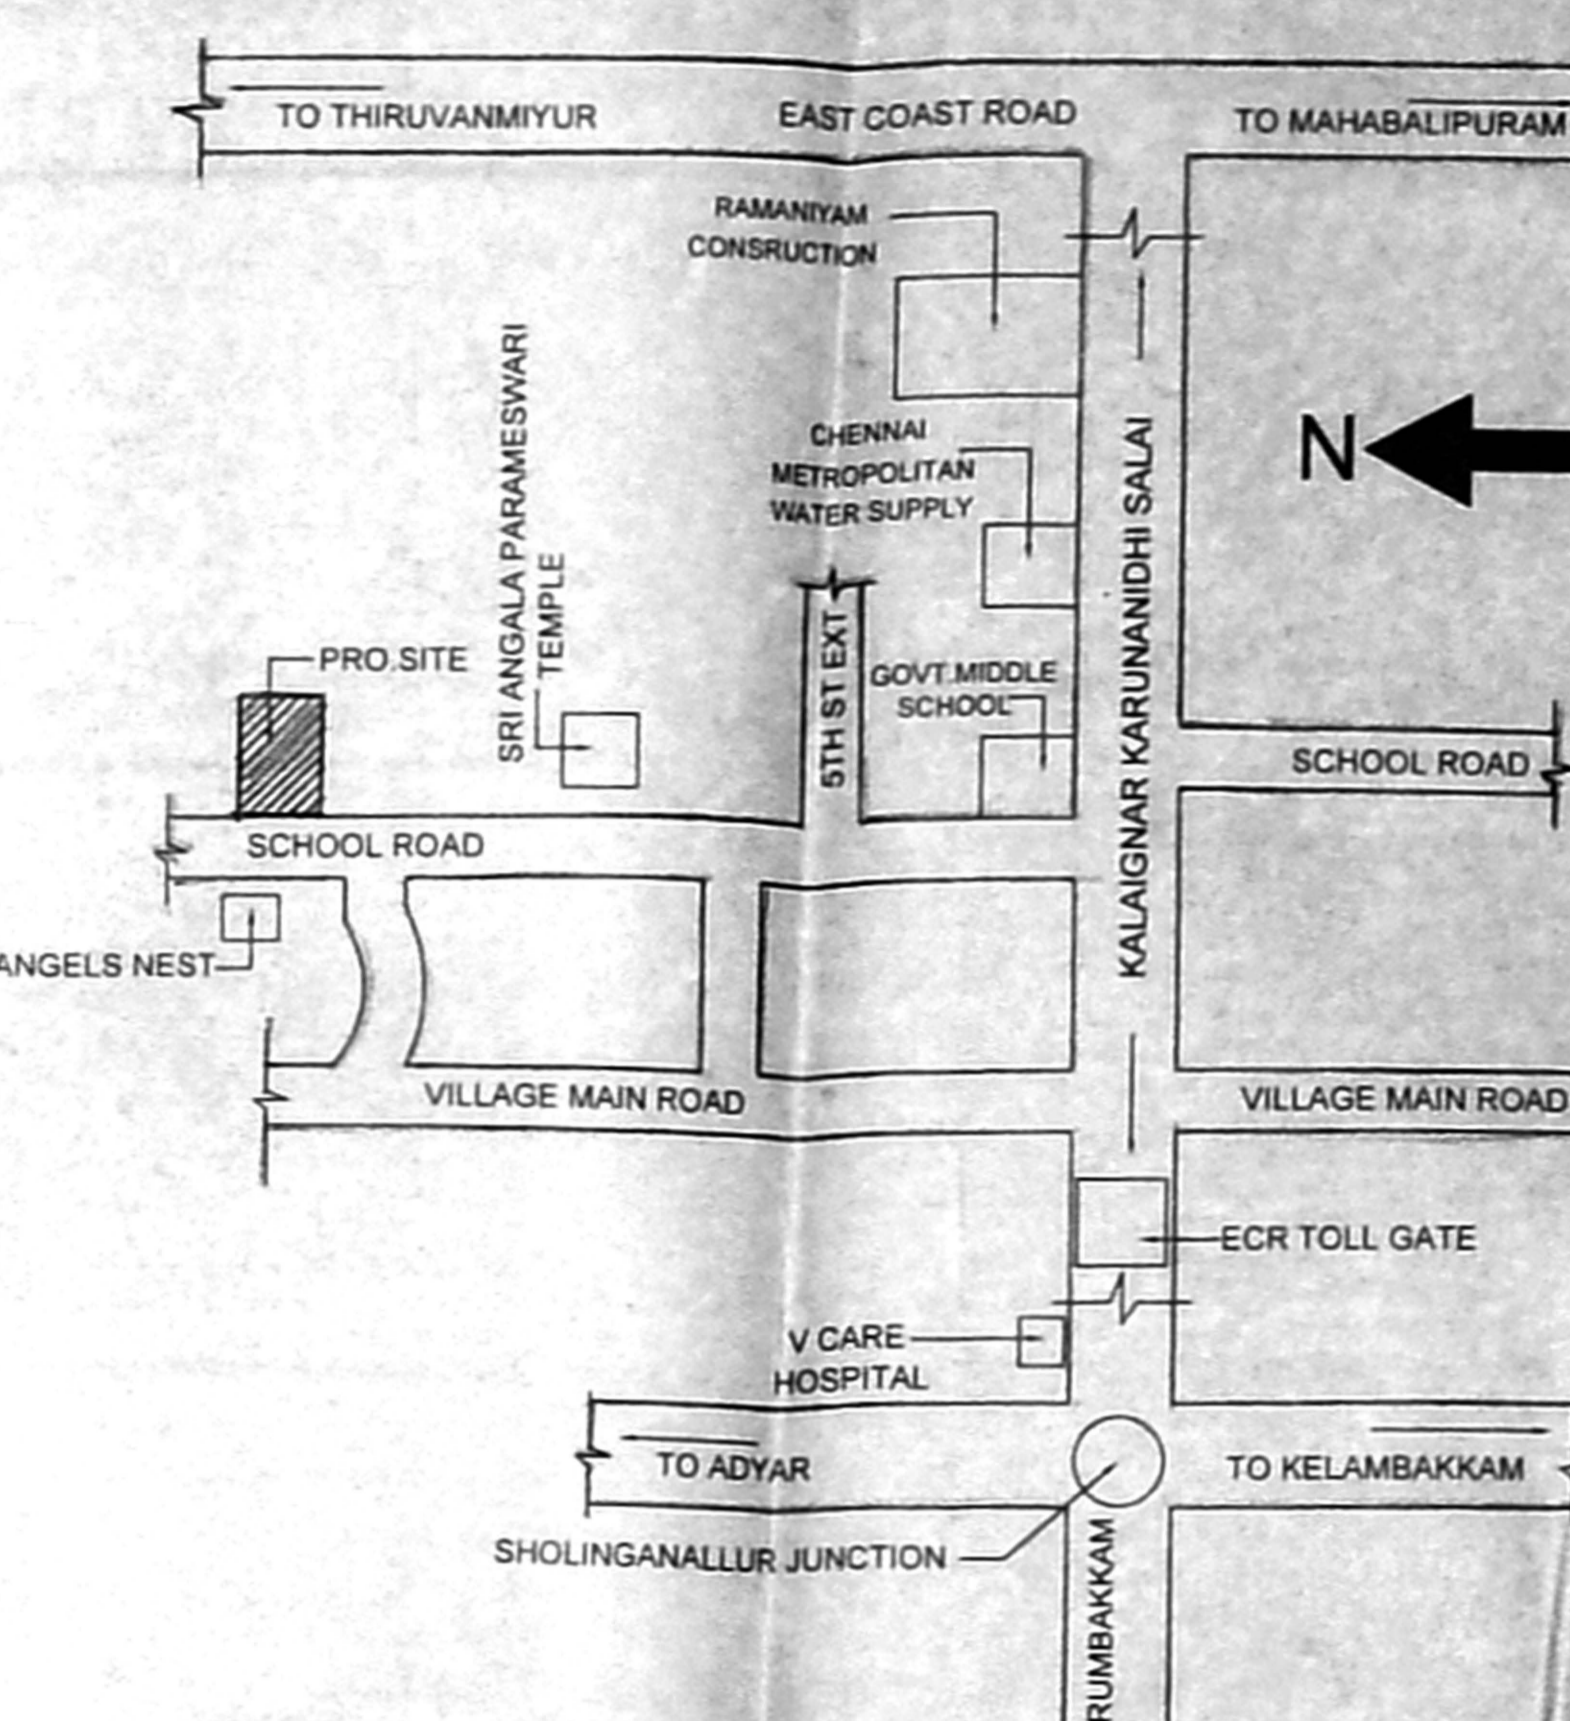 TO THIRUVANMIYUR
EAST COAST ROAD
TO MAHABALIPURAM
RAMANIYAM
CONSRUCTION
CHENNAI
METROPOLITAN
WATER SUPPLY
N
KALAIGNAR KARUNANIDHI SALAI
SRI ANGALA PARAMESWARI
TEMPLE
PRO.SITE
5TH ST EXT
GOVT.MIDDLE
SCHOOL
SCHOOL ROAD
SCHOOL ROAD
ANGELS NEST
VILLAGE MAIN ROAD
VILLAGE MAIN ROAD
ECR TOLL GATE
V CARE
HOSPITAL
TO ADYAR
TO KELAMBAKKAM
SHOLINGANALLUR JUNCTION
RUMBAKKAM